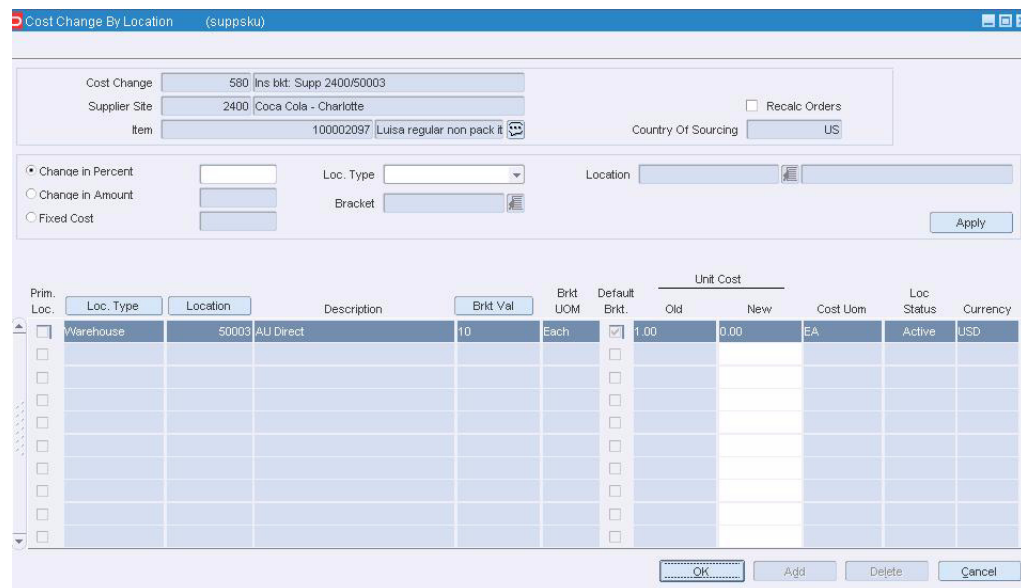 Cost Change By Location (suppsku)
Cost Change 580 Ins bkt: Supp 2400/50003
Supplier Site 2400 Coca Cola - Charlotte Recalc Orders
Item 100002097 Luisa regular non pack it Country Of Sourcing US
Change in Percent Loc. Type Location
Change in Amount Bracket
Fixed Cost Apply
Unit Cost
Prim. Loc. Loc. Type Location Description Brkt Val Brkt UOM Default Brkt. Old New Cost Uom Loc Status Currency
Warehouse 50003 AU Direct 10 Each 1.00 0.00 EA Active USD
OK Add Delete Cancel